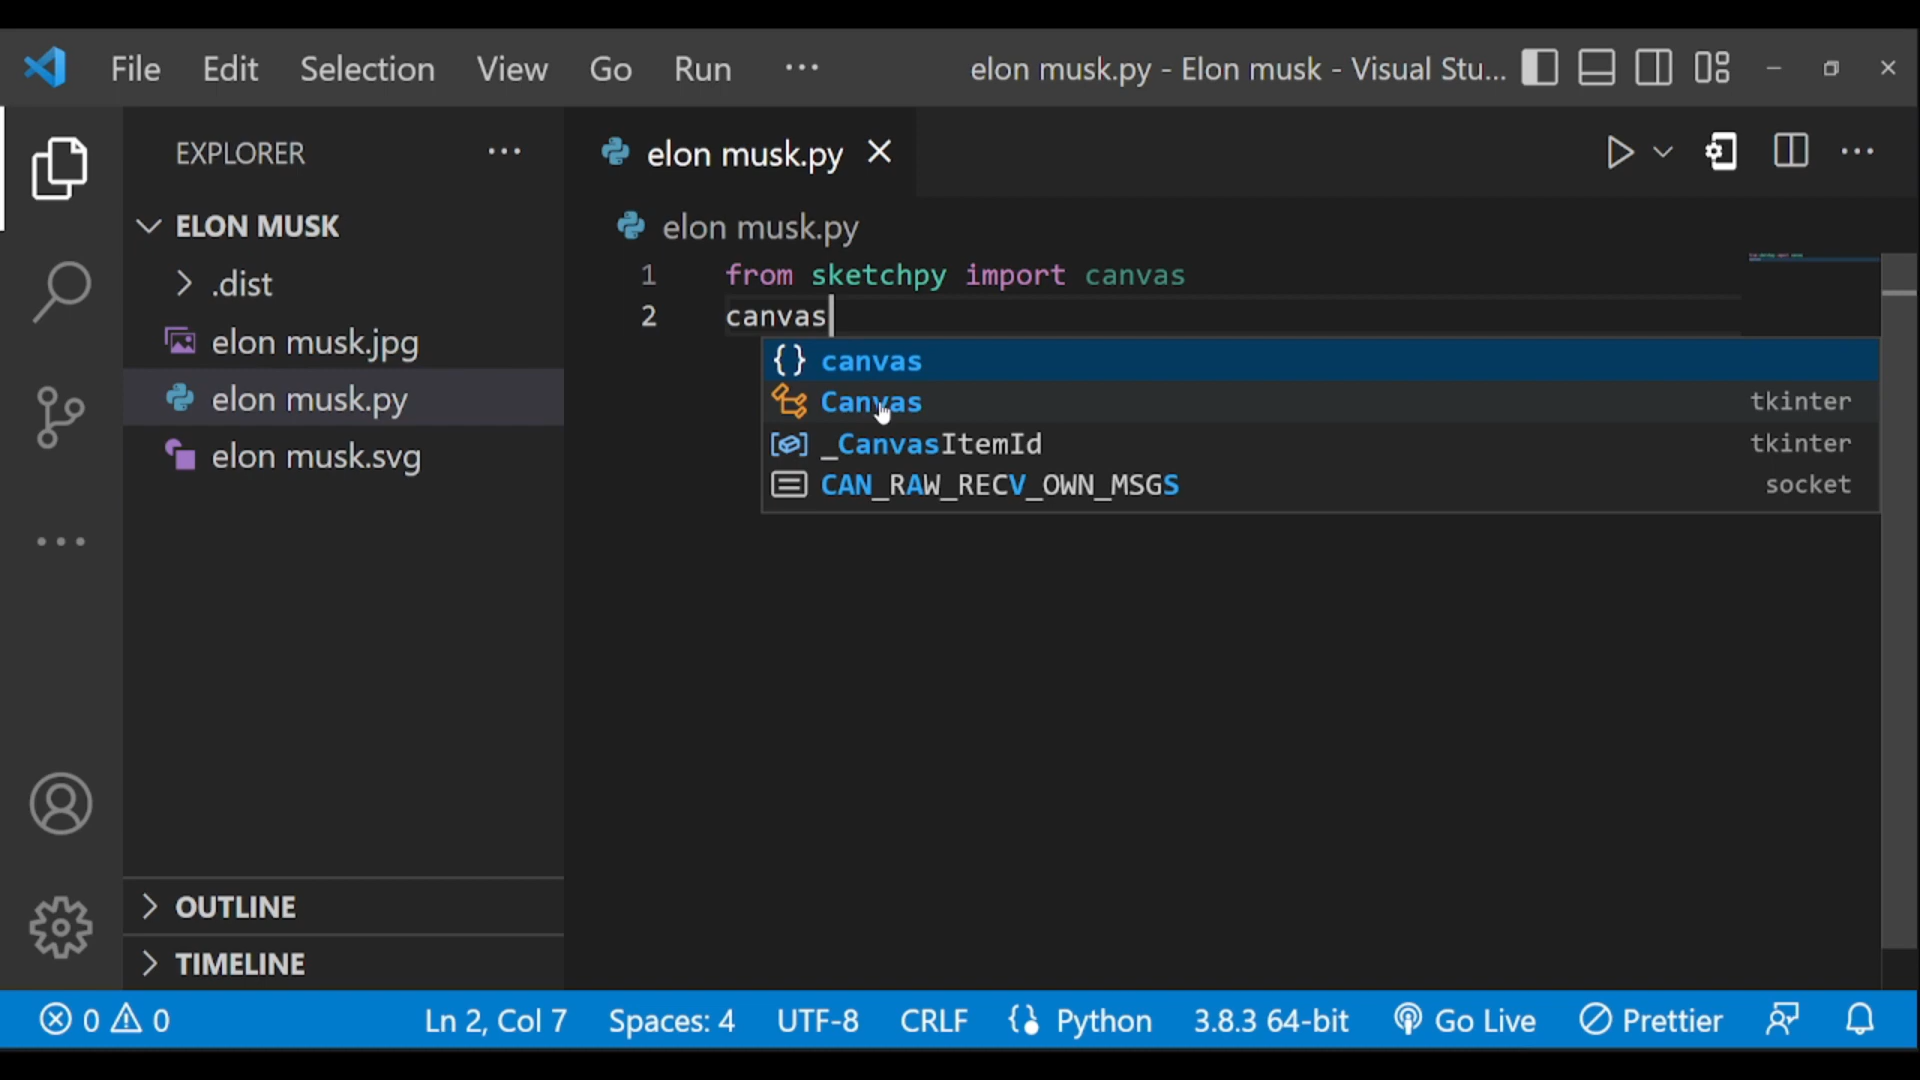 File Edit Selection View Go Run ··· elon musk.py - Elon musk - Visual Stu...
EXPLORER ···
elon musk.py
ELON MUSK
elon musk.py
.dist
1 from sketchpy import canvas
2 canvas
elon musk.jpg
elon musk.py
elon musk.svg
{} canvas
Canvas tkinter
_CanvasItemId tkinter
CAN_RAW_RECV_OWN_MSGS socket
OUTLINE
TIMELINE
0 0 Ln 2, Col 7 Spaces: 4 UTF-8 CRLF Python 3.8.3 64-bit Go Live Prettier